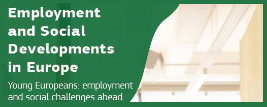 Employment
and Social
Developments
in Europe
Young Europeans: employment
and social challenges ahead